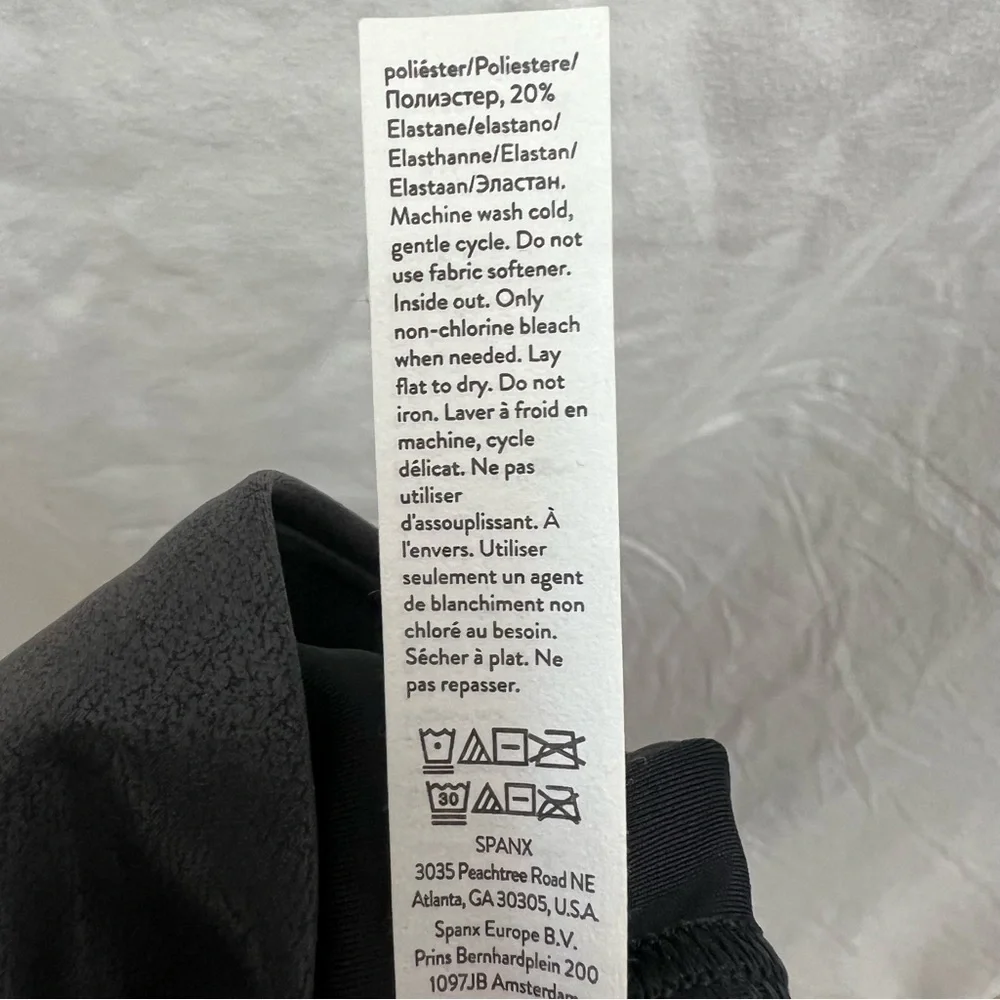 poliéster/Poliestere/
Полиэстер, 20%
Elastane/elastano/
Elasthanne/Elastan/
Elastaan/Эластан.
Machine wash cold,
gentle cycle. Do not
use fabric softener.
Inside out. Only
non-chlorine bleach
when needed. Lay
flat to dry. Do not
iron. Laver à froid en
machine, cycle
délicat. Ne pas
utiliser
d'assouplissant. À
l'envers. Utiliser
seulement un agent
de blanchiment non
chloré au besoin.
Sécher à plat. Ne
pas repasser.
30
SPANX
3035 Peachtree Road NE
Atlanta, GA 30305, U.S.A.
Spanx Europe B.V.
Prins Bernhardplein 200
1097JB Amsterdam